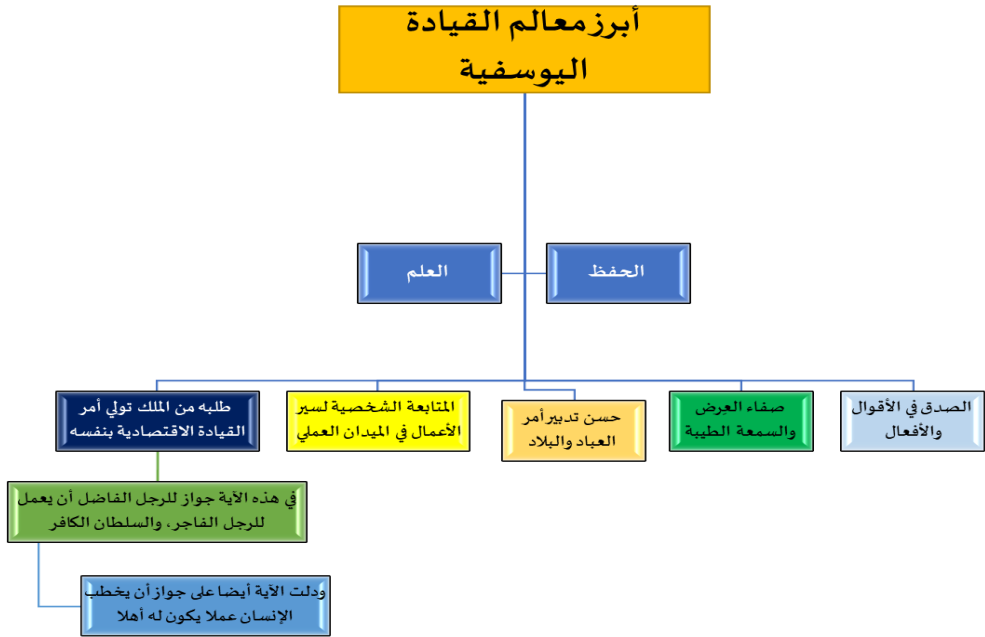 أبرز معالم القيادة
اليوسفية
الحفظ
العلم
الصدق في الأقوال
والأفعال
صفاء العرض
والسمعة الطيبة
حسن تدبير أمر
العباد والبلاد
المتابعة الشخصية لسير
الأعمال في الميدان العملي
طلبه من الملك تولي أمر
القيادة الاقتصادية بنفسه
في هذه الآية جواز للرجل الفاضل أن يعمل
للرجل الفاجر، والسلطان الكافر
ودلت الآية أيضا على جواز أن يخطب
الإنسان عملا يكون له أهلا